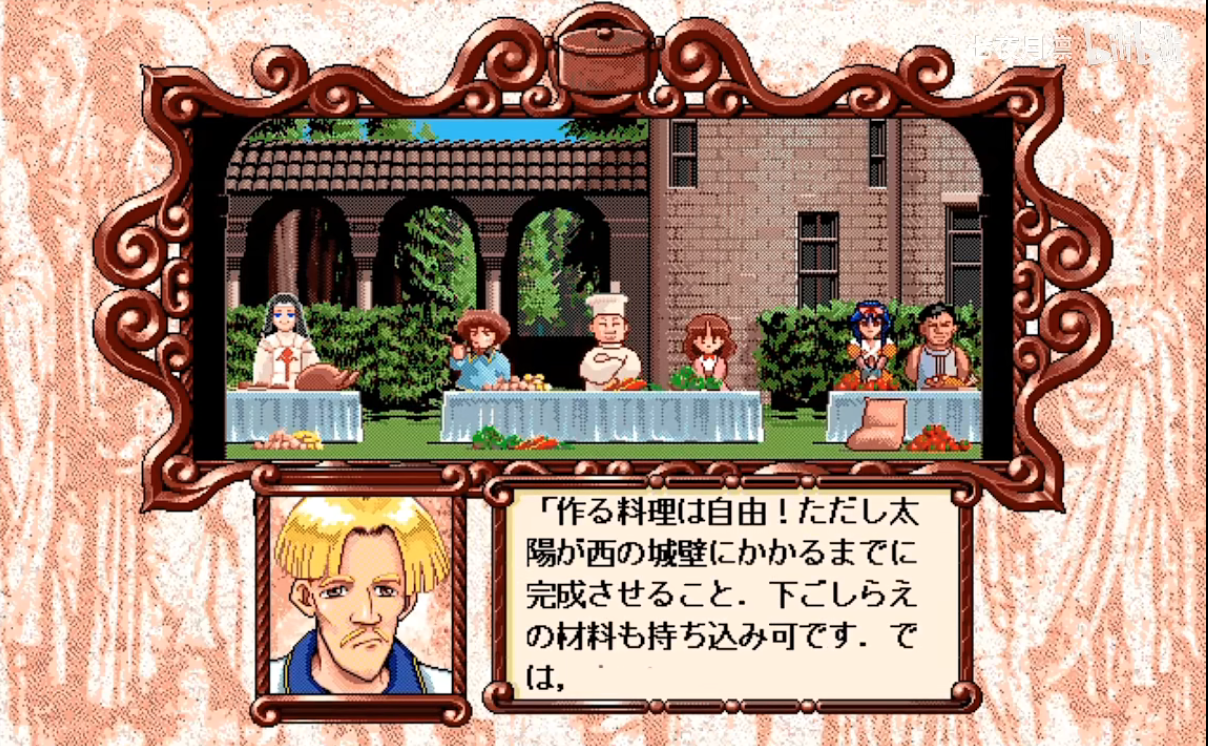 「作る料理は自由！ただし太
陽が西の城壁にかかるまでに
完成させること．下ごしらえ
の材料も持ち込み可です．で
は，